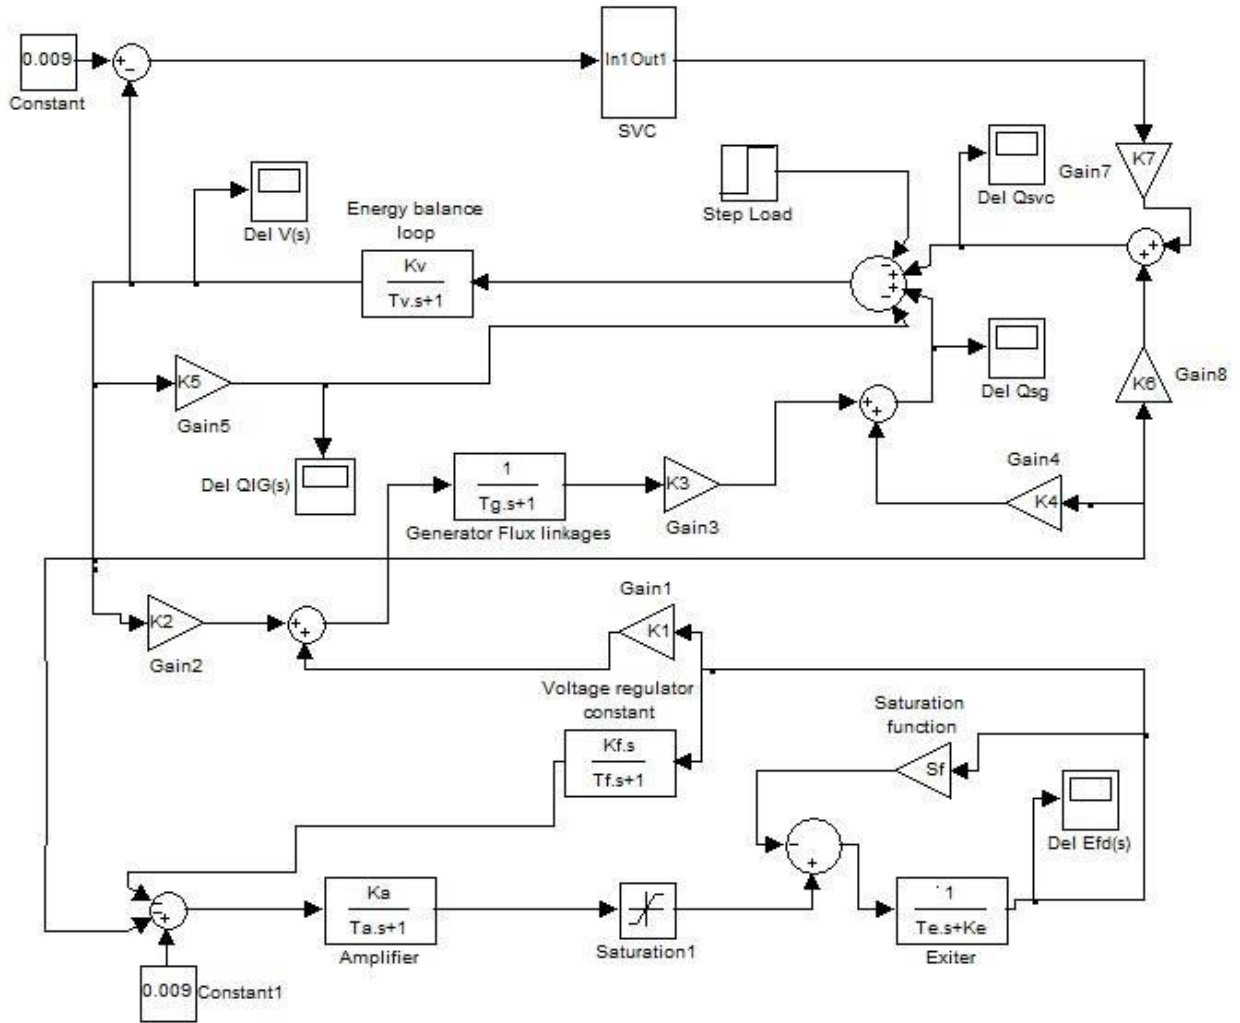 0.009
Constant
+
−
In1Out1
SVC
K7
Gain7
Step Load
Del Qsvc
Del V(s)
Energy balance
loop
Kv
Tv.s+1
−
+
+
−
+
+
Del Qsg
K6
Gain8
K5
Gain5
Del QIG(s)
1
Tg.s+1
Generator Flux linkages
K3
Gain3
+
+
Gain4
K4
K2
Gain2
+
+
Gain1
K1
Voltage regulator
constant
Kf.s
Tf.s+1
Saturation
function
Sf
−
+
Del Efd(s)
−
−
+
Ka
Ta.s+1
Amplifier
Saturation1
1
Te.s+Ke
Exiter
0.009
Constant1